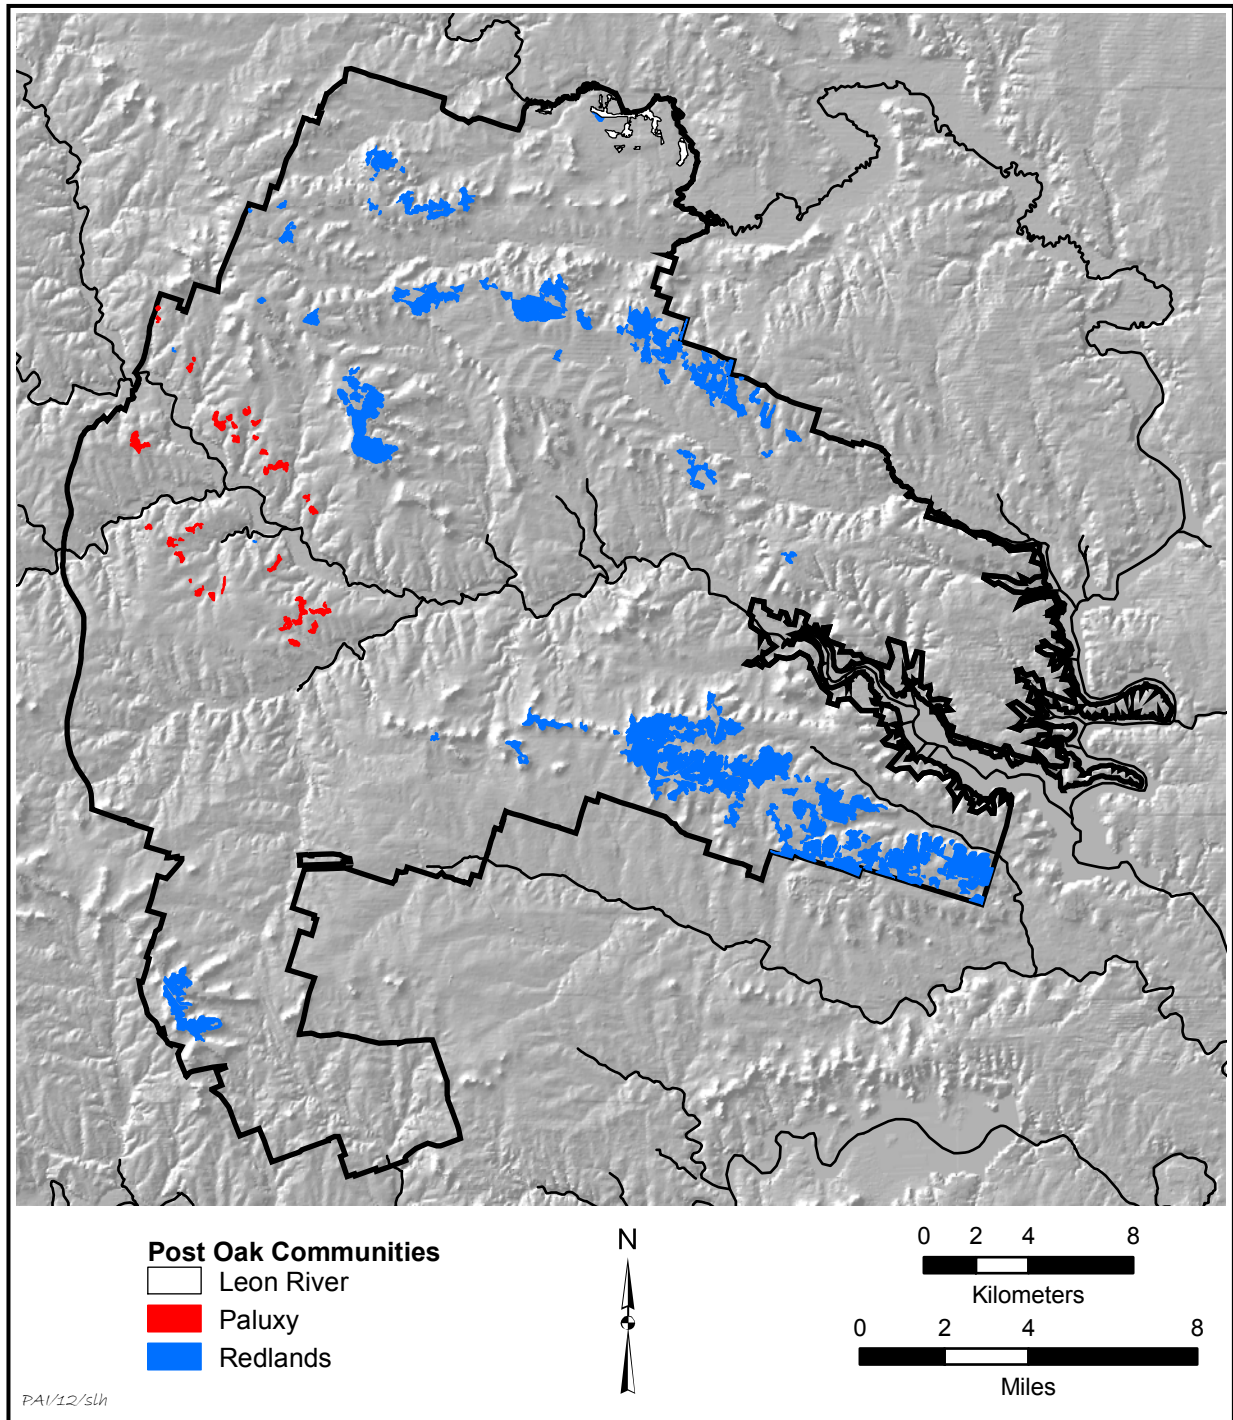 Post Oak Communities
Leon River
Paluxy
Redlands
N
0 2 4 8
Kilometers
0 2 4 8
Miles
PAI/12/slh